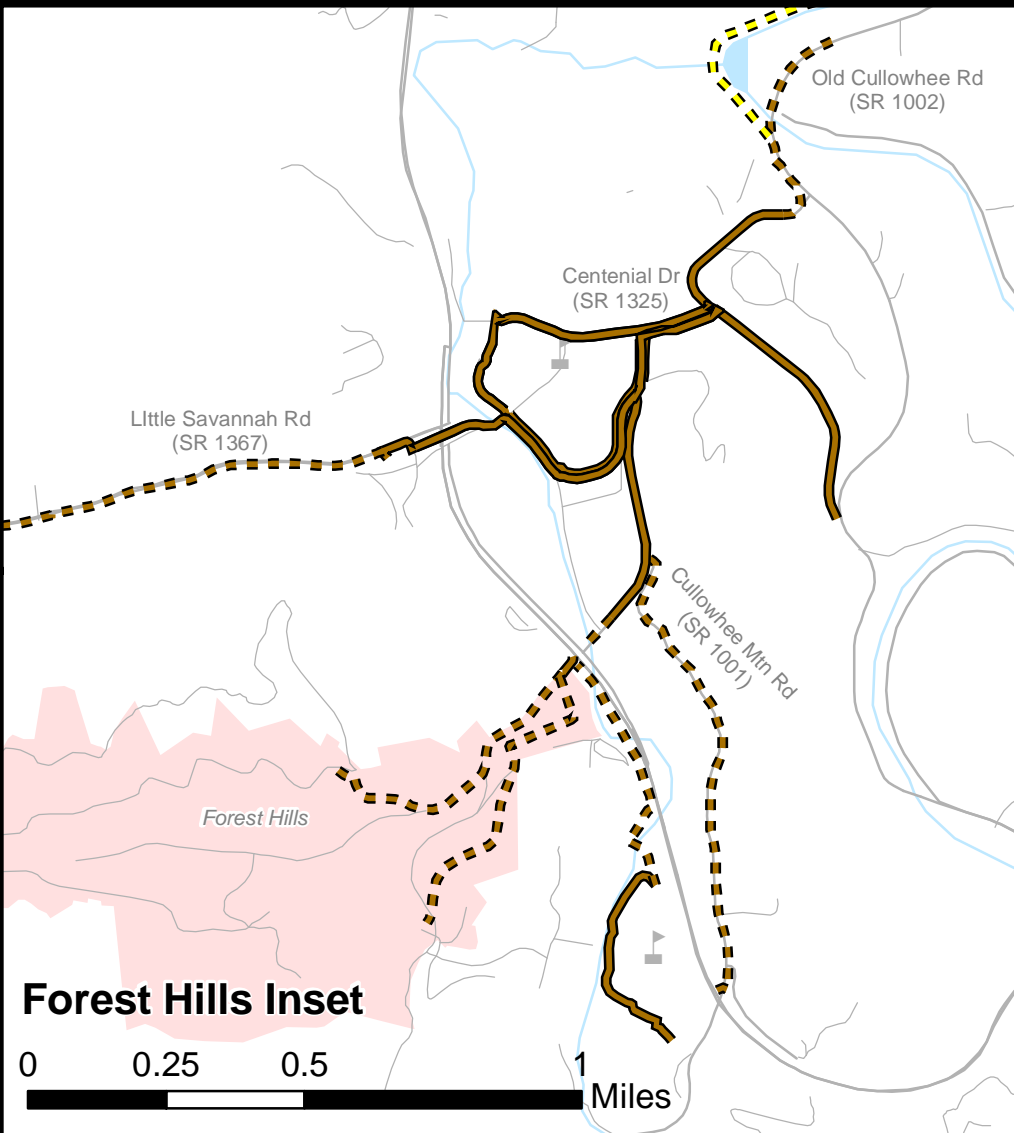 Old Cullowhee Rd
(SR 1002)
Centenial Dr
(SR 1325)
LIttle Savannah Rd
(SR 1367)
Cullowhee Mtn Rd
(SR 1001)
Forest Hills
Forest Hills Inset
0 0.25 0.5 1
Miles